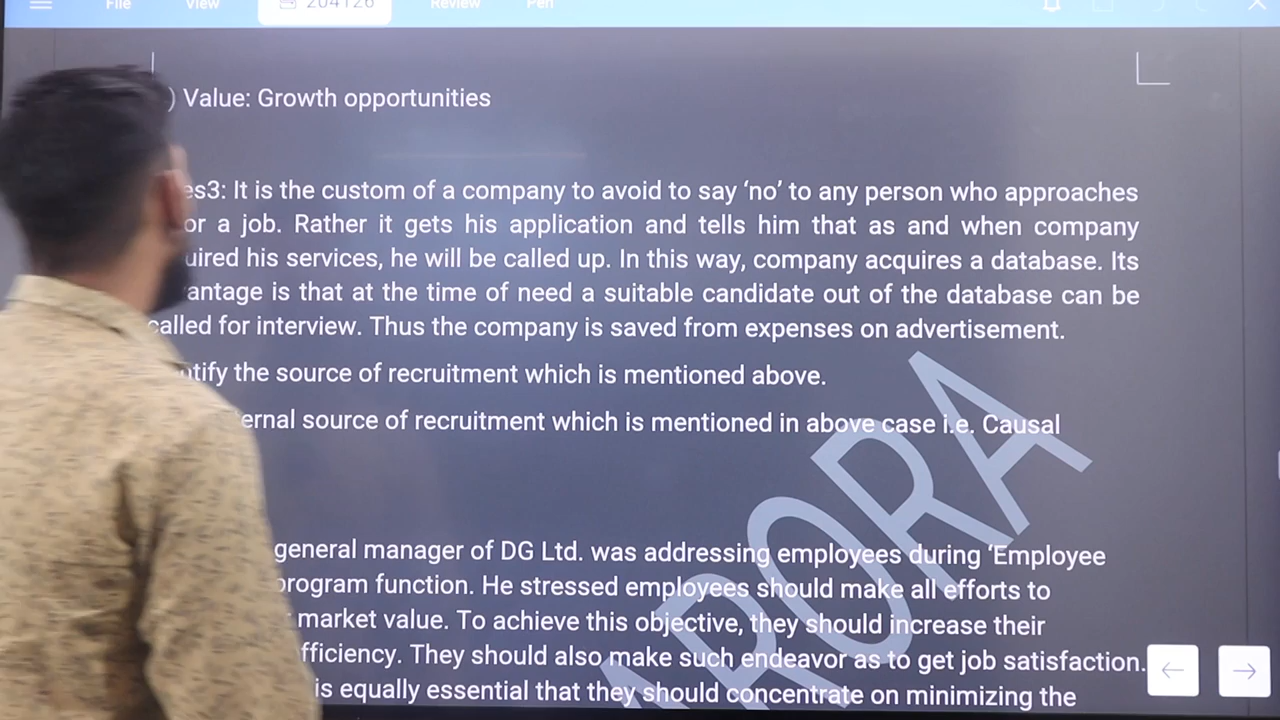 File View 204126 Review Pen
) Value: Growth opportunities
es3: It is the custom of a company to avoid to say ‘no’ to any person who approaches
or a job. Rather it gets his application and tells him that as and when company
uired his services, he will be called up. In this way, company acquires a database. Its
antage is that at the time of need a suitable candidate out of the database can be
called for interview. Thus the company is saved from expenses on advertisement.
ntify the source of recruitment which is mentioned above.
ernal source of recruitment which is mentioned in above case i.e. Causal
general manager of DG Ltd. was addressing employees during ‘Employee
program function. He stressed employees should make all efforts to
market value. To achieve this objective, they should increase their
fficiency. They should also make such endeavor as to get job satisfaction.
is equally essential that they should concentrate on minimizing the
ARORA